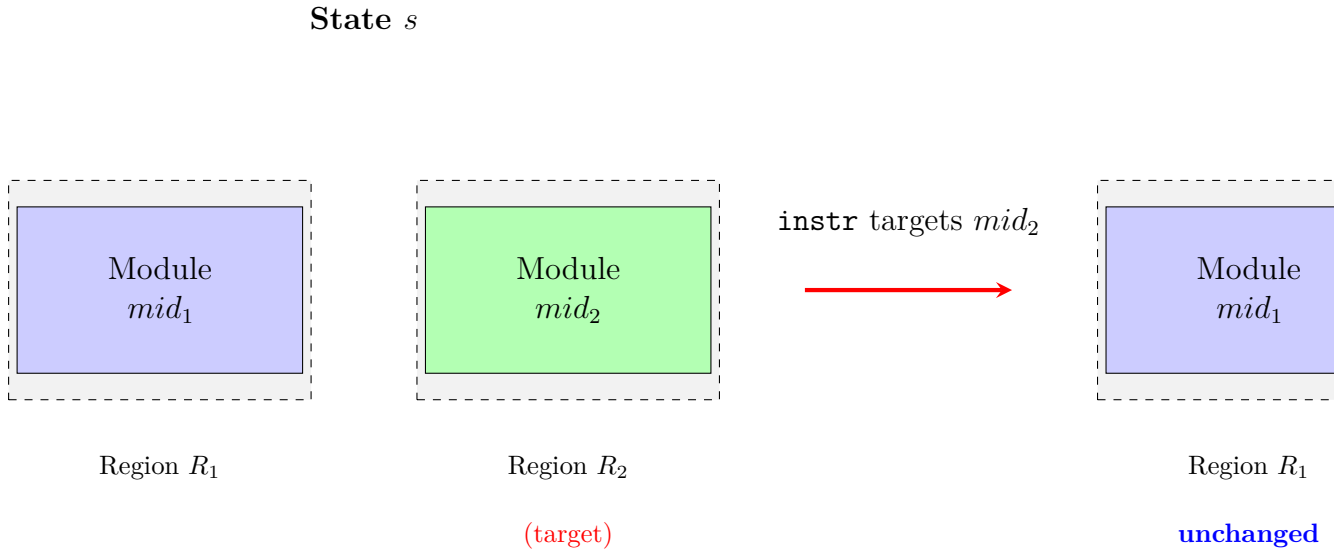 State s
Module
mid₁
Module
mid₂
instr targets mid₂
Module
mid₁
Region R₁
Region R₂
Region R₁
(target)
unchanged